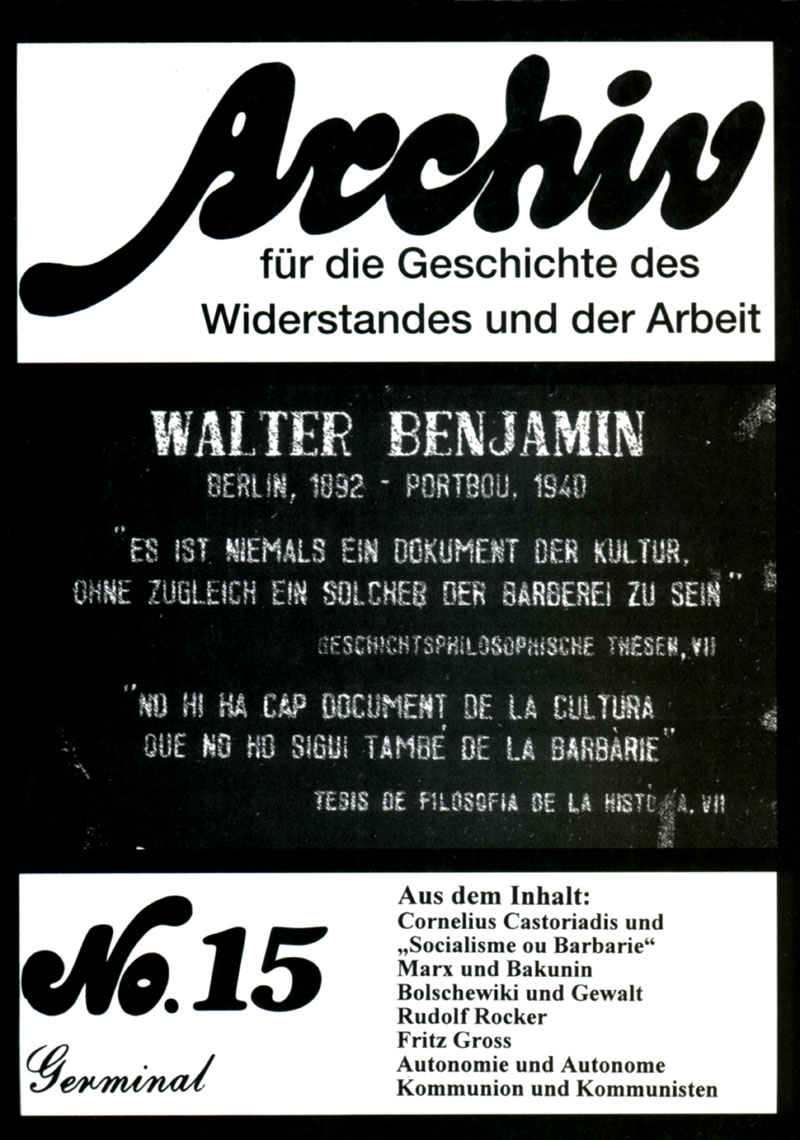 Archiv
für die Geschichte des
Widerstandes und der Arbeit
WALTER BENJAMIN
BERLIN, 1892 - PORTBOU, 1940
"ES IST NIEMALS EIN DOKUMENT DER KULTUR,
OHNE ZUGLEICH EIN SOLCHES DER BARBEREI ZU SEIN"
GESCHICHTSPHILOSOPHISCHE THESEN, VII
"NO HI HA CAP DOCUMENT DE LA CULTURA
QUE NO HO SIGUI TAMBÉ DE LA BARBÀRIE"
TESIS DE FILOSOFIA DE LA HISTÒRIA, VII
No. 15
Germinal
Aus dem Inhalt:
Cornelius Castoriadis und
„Socialisme ou Barbarie“
Marx und Bakunin
Bolschewiki und Gewalt
Rudolf Rocker
Fritz Gross
Autonomie und Autonome
Kommunion und Kommunisten